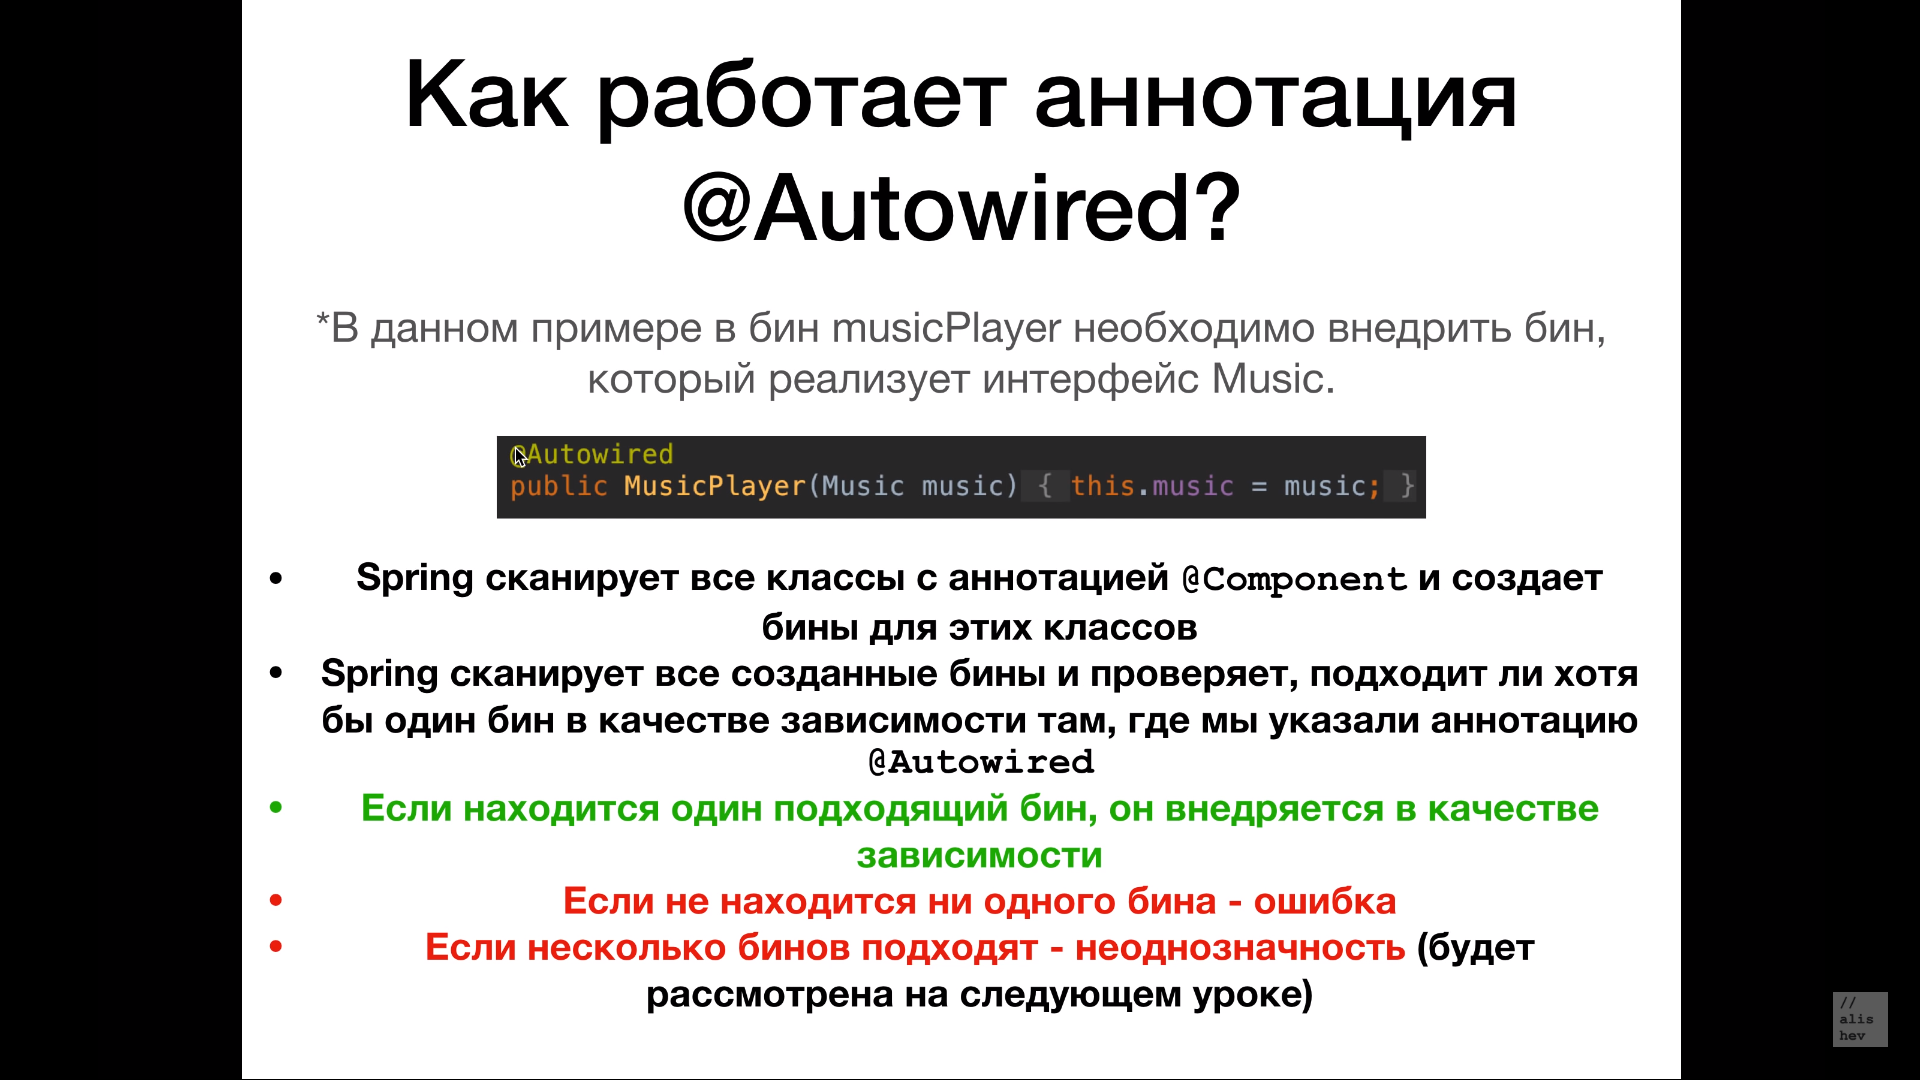 Как работает аннотация
@Autowired?
*В данном примере в бин musicPlayer необходимо внедрить бин,
который реализует интерфейс Music.
@Autowired
public MusicPlayer(Music music) { this.music = music; }
• Spring сканирует все классы с аннотацией @Component и создает
бины для этих классов
• Spring сканирует все созданные бины и проверяет, подходит ли хотя
бы один бин в качестве зависимости там, где мы указали аннотацию
@Autowired
• Если находится один подходящий бин, он внедряется в качестве
зависимости
• Если не находится ни одного бина - ошибка
• Если несколько бинов подходят - неоднозначность (будет
рассмотрена на следующем уроке)
//
alis
hev